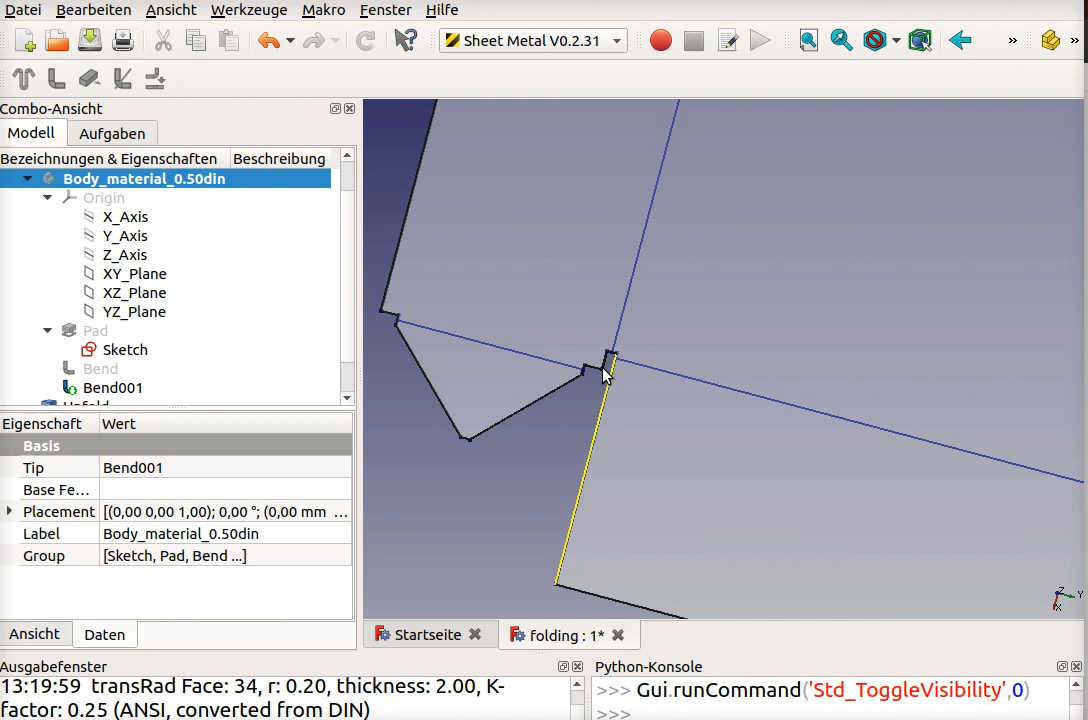 Datei Bearbeiten Ansicht Werkzeuge Makro Fenster Hilfe
Sheet Metal V0.2.31
»
»
Combo-Ansicht
Modell Aufgaben
Bezeichnungen & Eigenschaften Beschreibung
Body_material_0.50din
Origin
X_Axis
Y_Axis
Z_Axis
XY_Plane
XZ_Plane
YZ_Plane
Pad
Sketch
Bend
Bend001
Eigenschaft Wert
Basis
Tip Bend001
Base Fe...
Placement [(0,00 0,00 1,00); 0,00 °; (0,00 mm ...
Label Body_material_0.50din
Group [Sketch, Pad, Bend ...]
Z
Y
X
Ansicht Daten
Startseite folding : 1*
Ausgabefenster
13:19:59 transRad Face: 34, r: 0.20, thickness: 2.00, K-
factor: 0.25 (ANSI, converted from DIN)
Python-Konsole
>>> Gui.runCommand('Std_ToggleVisibility',0)
>>>